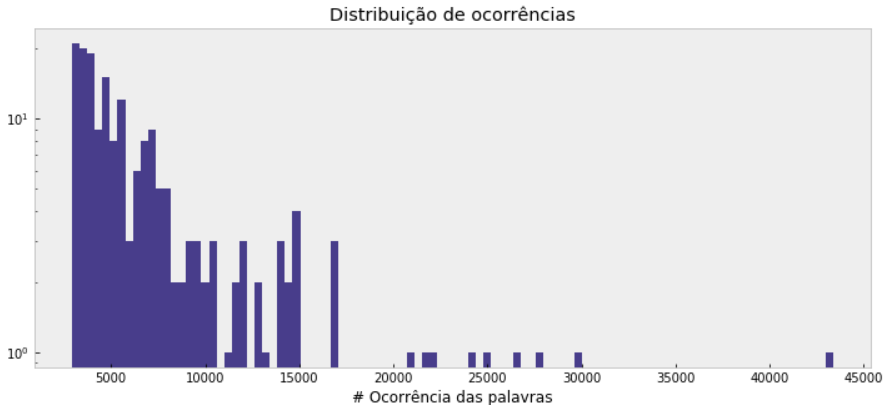 Distribuição de ocorrências
10¹
10⁰
5000 10000 15000 20000 25000 30000 35000 40000 45000
# Ocorrência das palavras